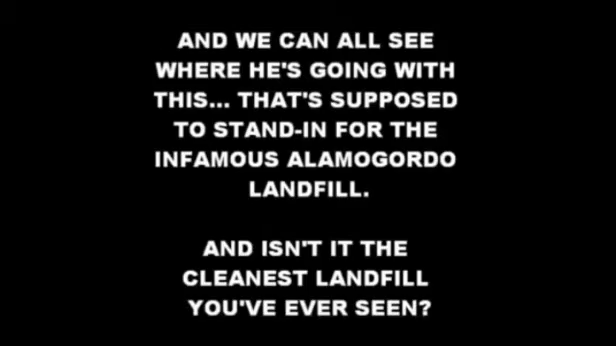 AND WE CAN ALL SEE
WHERE HE'S GOING WITH
THIS... THAT'S SUPPOSED
TO STAND-IN FOR THE
INFAMOUS ALAMOGORDO
LANDFILL.
AND ISN'T IT THE
CLEANEST LANDFILL
YOU'VE EVER SEEN?